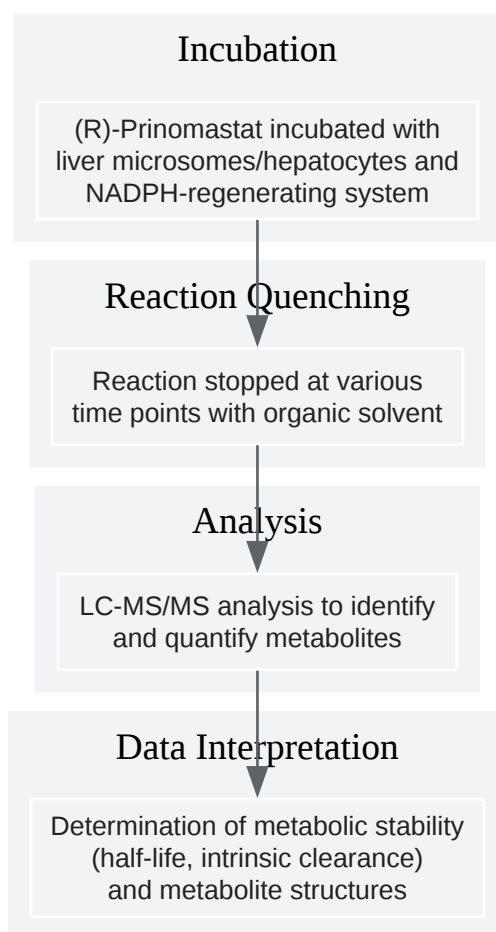 Incubation
(R)-Prinomastat incubated with
liver microsomes/hepatocytes and
NADPH-regenerating system
Reaction Quenching
Reaction stopped at various
time points with organic solvent
Analysis
LC-MS/MS analysis to identify
and quantify metabolites
Data Interpretation
Determination of metabolic stability
(half-life, intrinsic clearance)
and metabolite structures